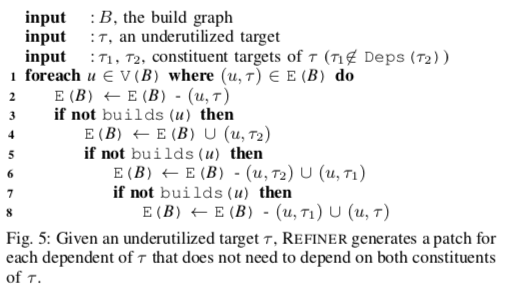 input : B, the build graph
input : τ, an underutilized target
input : τ₁, τ₂, constituent targets of τ (τ₁∉ Deps(τ₂))
1 foreach u ∈ V(B) where (u, τ) ∈ E(B) do
2 E(B) ← E(B) - (u, τ)
3 if not builds(u) then
4 E(B) ← E(B) ∪ (u, τ₂)
5 if not builds(u) then
6 E(B) ← E(B) - (u, τ₂) ∪ (u, τ₁)
7 if not builds(u) then
8 E(B) ← E(B) - (u, τ₁) ∪ (u, τ)
Fig. 5: Given an underutilized target τ, REFINER generates a patch for
each dependent of τ that does not need to depend on both constituents
of τ.